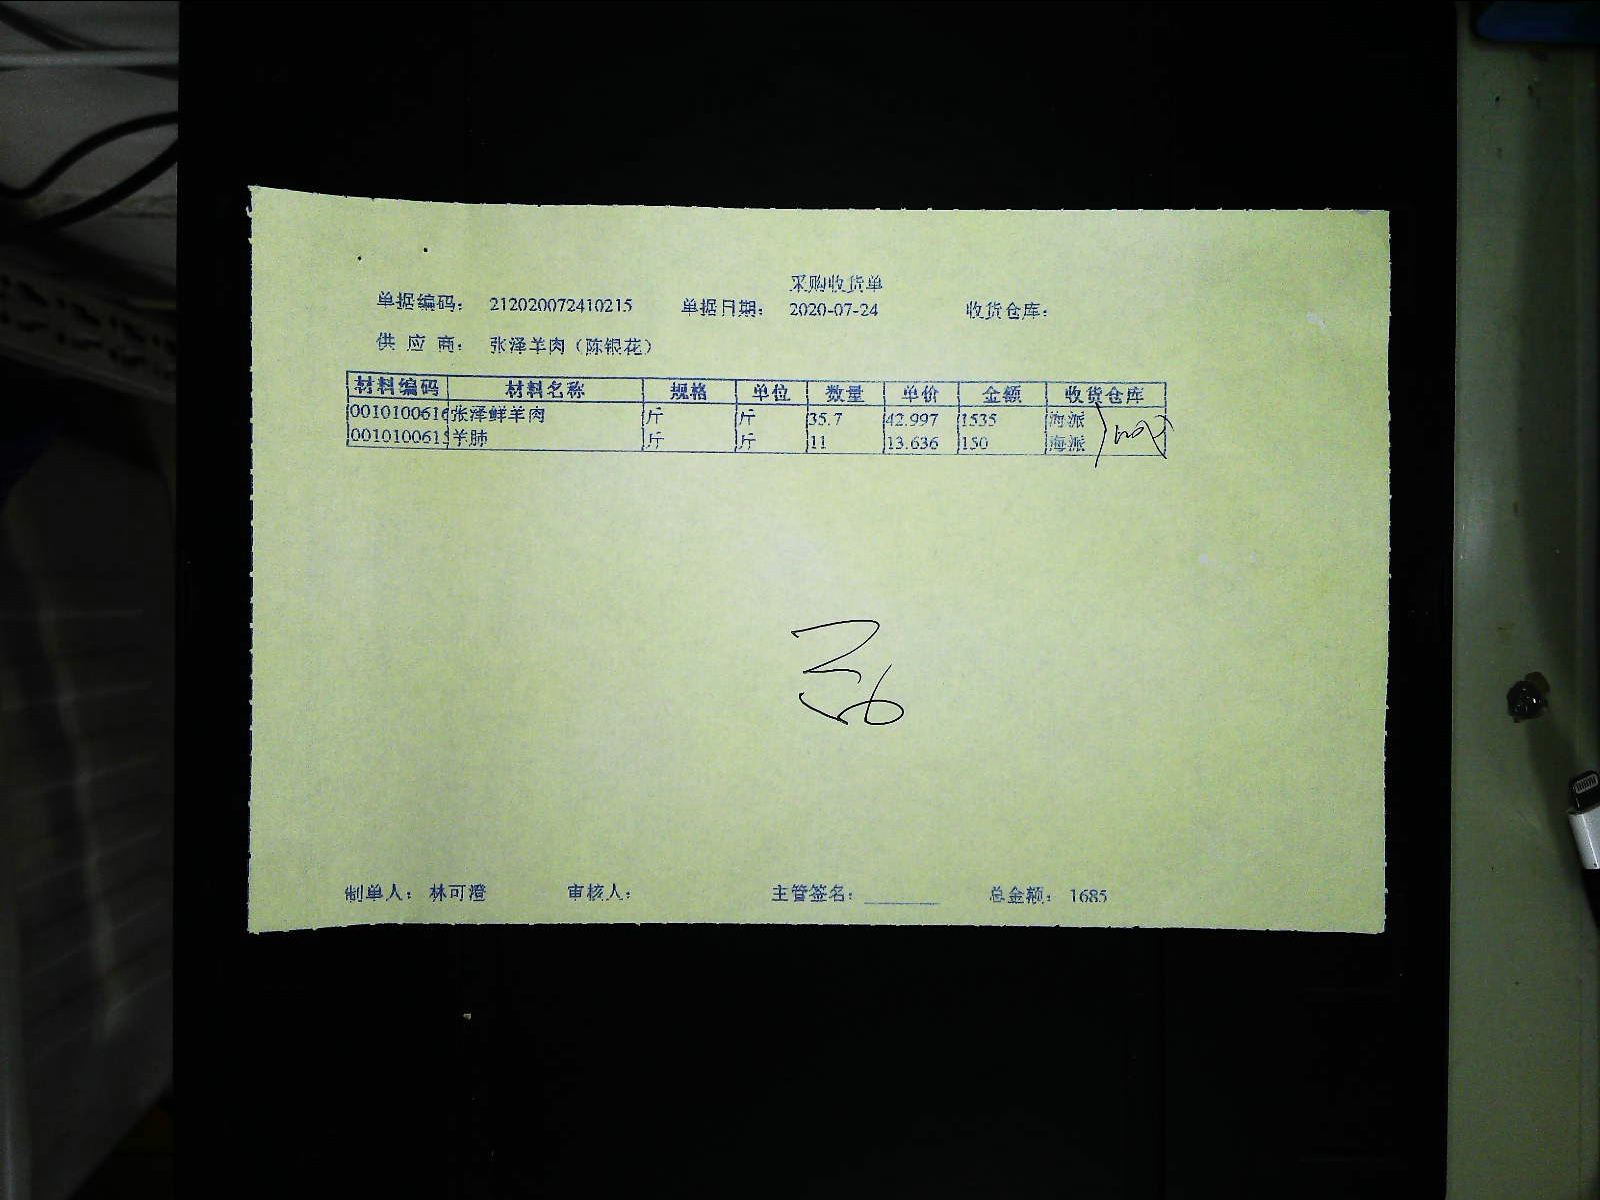 采购收货单
单据编码： 212020072410215 单据日期： 2020-07-24 收货仓库：
供 应 商： 张泽羊肉（陈银花）
材料编码 材料名称 规格 单位 数量 单价 金额 收货仓库
0010100616 张泽鲜羊肉 斤 斤 35.7 42.997 1535 海派
001010061 羊肺 斤 斤 11 13.636 150 海派
制单人： 林可澄 审核人： 主管签名： 总金额： 1685